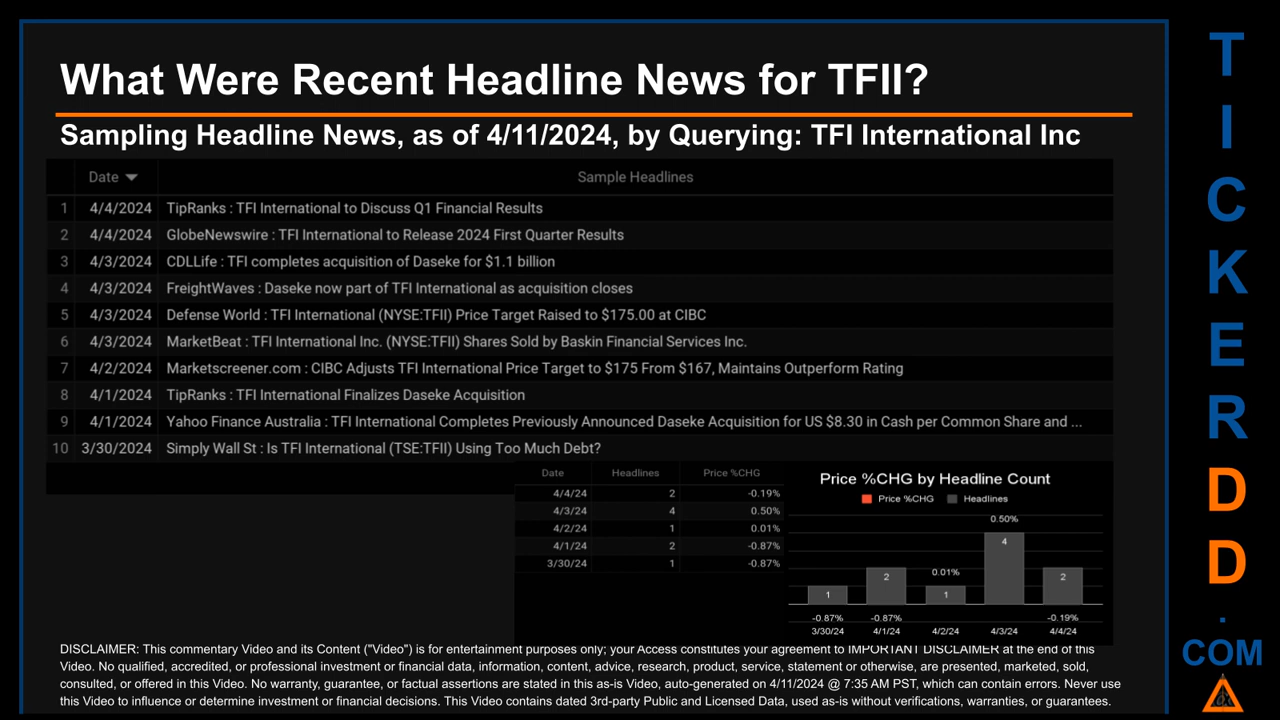 What Were Recent Headline News for TFII?
Sampling Headline News, as of 4/11/2024, by Querying: TFI International Inc
Date Sample Headlines
1 4/4/2024 TipRanks : TFI International to Discuss Q1 Financial Results
2 4/4/2024 GlobeNewswire : TFI International to Release 2024 First Quarter Results
3 4/3/2024 CDLLife : TFI completes acquisition of Daseke for $1.1 billion
4 4/3/2024 FreightWaves : Daseke now part of TFI International as acquisition closes
5 4/3/2024 Defense World : TFI International (NYSE:TFII) Price Target Raised to $175.00 at CIBC
6 4/3/2024 MarketBeat : TFI International Inc. (NYSE:TFII) Shares Sold by Baskin Financial Services Inc.
7 4/2/2024 Marketscreener.com : CIBC Adjusts TFI International Price Target to $175 From $167, Maintains Outperform Rating
8 4/1/2024 TipRanks : TFI International Finalizes Daseke Acquisition
9 4/1/2024 Yahoo Finance Australia : TFI International Completes Previously Announced Daseke Acquisition for US $8.30 in Cash per Common Share and ...
10 3/30/2024 Simply Wall St : Is TFI International (TSE:TFII) Using Too Much Debt?
Date Headlines Price %CHG
4/4/24 2 -0.19%
4/3/24 4 0.50%
4/2/24 1 0.01%
4/1/24 2 -0.87%
3/30/24 1 -0.87%
Price %CHG by Headline Count
Price %CHG Headlines
0.50%
4
2 0.01% 2
1 1
-0.87% -0.87% -0.19%
3/30/24 4/1/24 4/2/24 4/3/24 4/4/24
DISCLAIMER: This commentary Video and its Content ("Video") is for entertainment purposes only; your Access constitutes your agreement to IMPORTANT DISCLAIMER at the end of this
Video. No qualified, accredited, or professional investment or financial data, information, content, advice, research, product, service, statement or otherwise, are presented, marketed, sold,
consulted, or offered in this Video. No warranty, guarantee, or factual assertions are stated in this as-is Video, auto-generated on 4/11/2024 @ 7:35 AM PST, which can contain errors. Never use
this Video to influence or determine investment or financial decisions. This Video contains dated 3rd-party Public and Licensed Data, used as-is without verifications, warranties, or guarantees.
T
I
C
K
E
R
D
D
.
COM